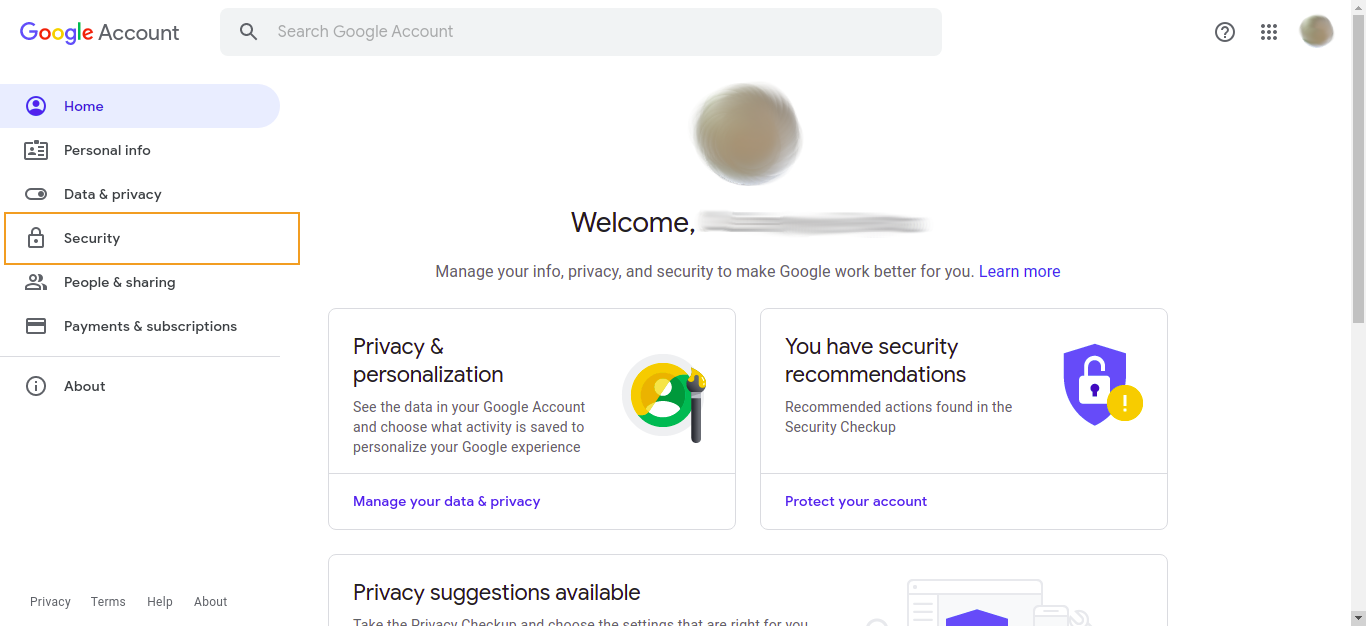 Google Account
Search Google Account
Home
Personal info
Data & privacy
Security
People & sharing
Payments & subscriptions
About
Privacy Terms Help About
Welcome,
Manage your info, privacy, and security to make Google work better for you. Learn more
Privacy &
personalization
See the data in your Google Account
and choose what activity is saved to
personalize your Google experience
Manage your data & privacy
You have security
recommendations
Recommended actions found in the
Security Checkup
Protect your account
Privacy suggestions available
Take the Privacy Checkup and choose the settings that are right for you